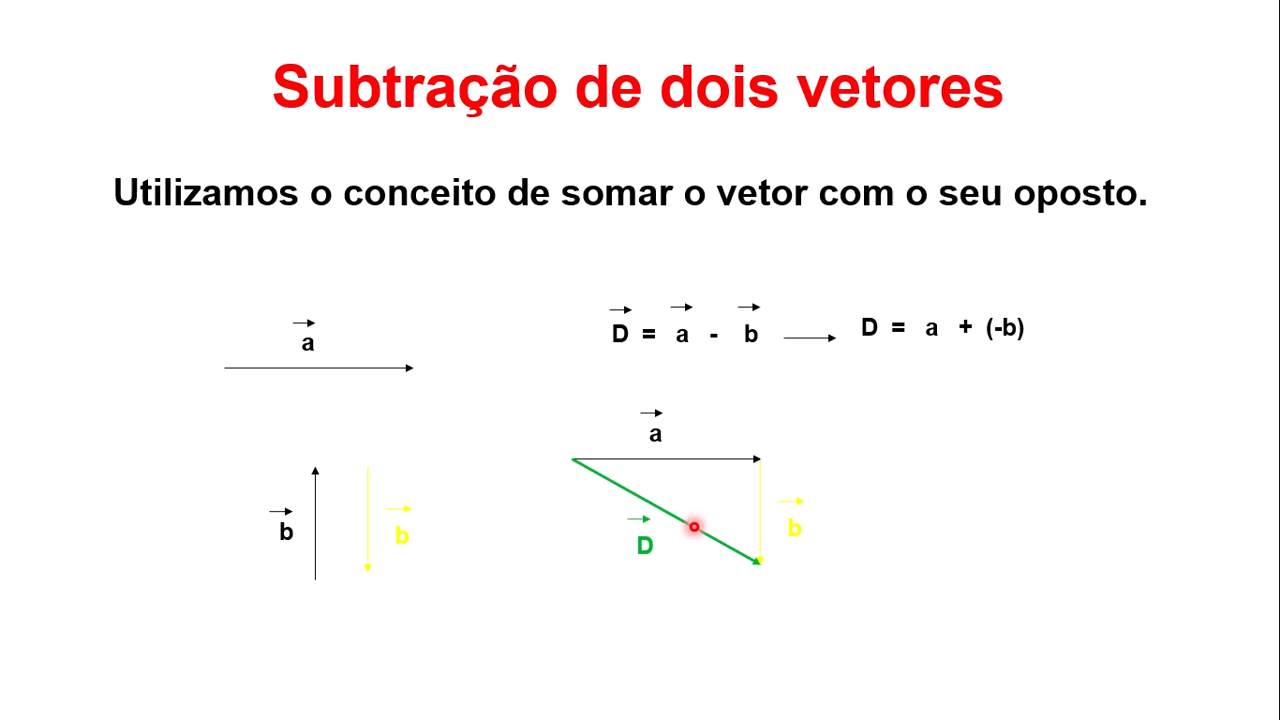 Subtração de dois vetores
Utilizamos o conceito de somar o vetor com o seu oposto.
a
D = a - b
D = a + (-b)
a
b
b
D
b